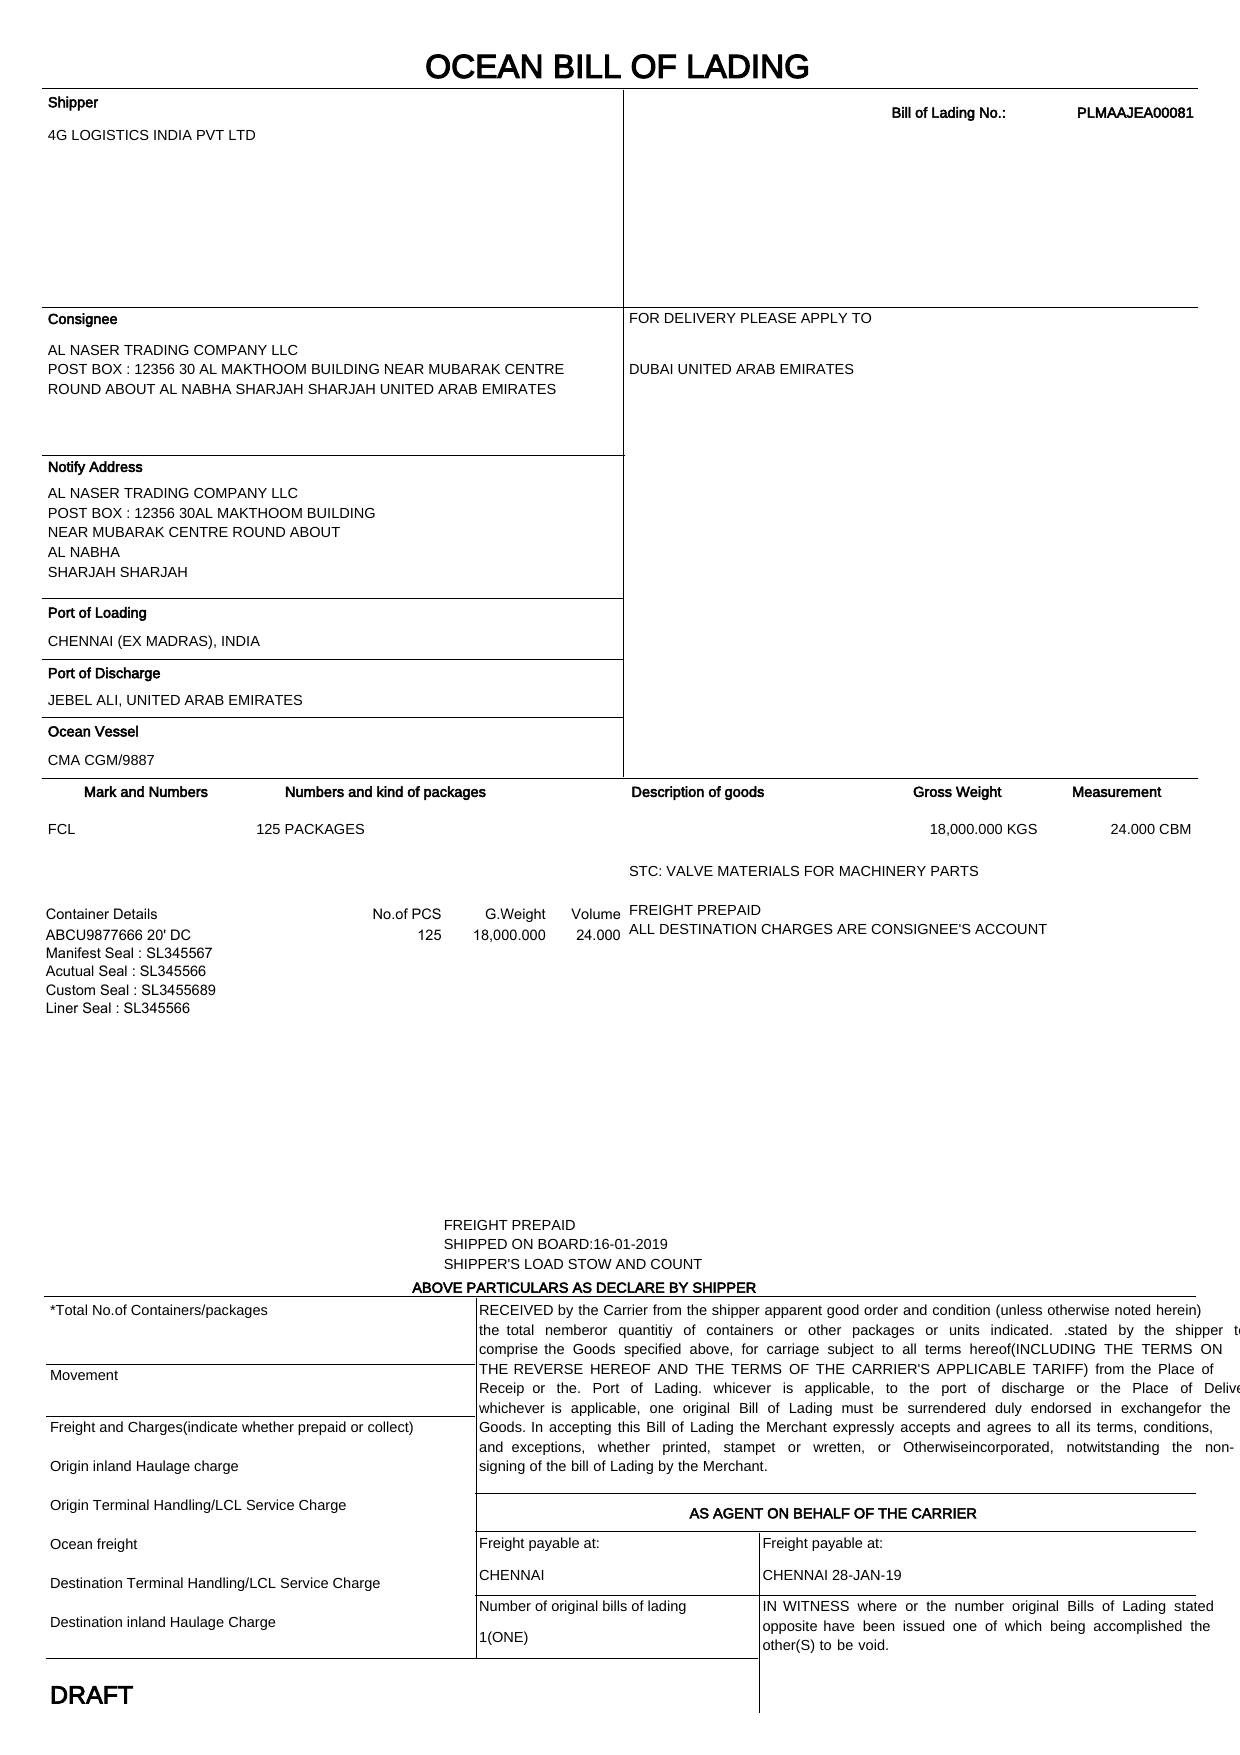 OCEAN BILL OF LADING
Shipper
4G LOGISTICS INDIA PVT LTD
Bill of Lading No.: PLMAAJEA00081
Consignee
AL NASER TRADING COMPANY LLC
POST BOX : 12356 30 AL MAKTHOOM BUILDING NEAR MUBARAK CENTRE
ROUND ABOUT AL NABHA SHARJAH SHARJAH UNITED ARAB EMIRATES
FOR DELIVERY PLEASE APPLY TO
DUBAI UNITED ARAB EMIRATES
Notify Address
AL NASER TRADING COMPANY LLC
POST BOX : 12356 30AL MAKTHOOM BUILDING
NEAR MUBARAK CENTRE ROUND ABOUT
AL NABHA
SHARJAH SHARJAH
Port of Loading
CHENNAI (EX MADRAS), INDIA
Port of Discharge
JEBEL ALI, UNITED ARAB EMIRATES
Ocean Vessel
CMA CGM/9887
Mark and Numbers Numbers and kind of packages Description of goods Gross Weight Measurement
FCL 125 PACKAGES 18,000.000 KGS 24.000 CBM
STC: VALVE MATERIALS FOR MACHINERY PARTS
FREIGHT PREPAID
ALL DESTINATION CHARGES ARE CONSIGNEE'S ACCOUNT
Container Details No.of PCS G.Weight Volume
ABCU9877666 20' DC 125 18,000.000 24.000
Manifest Seal : SL345567
Acutual Seal : SL345566
Custom Seal : SL3455689
Liner Seal : SL345566
FREIGHT PREPAID
SHIPPED ON BOARD:16-01-2019
SHIPPER'S LOAD STOW AND COUNT
ABOVE PARTICULARS AS DECLARE BY SHIPPER
*Total No.of Containers/packages
Movement
Freight and Charges(indicate whether prepaid or collect)
Origin inland Haulage charge
Origin Terminal Handling/LCL Service Charge
Ocean freight
Destination Terminal Handling/LCL Service Charge
Destination inland Haulage Charge
RECEIVED by the Carrier from the shipper apparent good order and condition (unless otherwise noted herein)
the total nemberor quantitiy of containers or other packages or units indicated. .stated by the shipper
comprise the Goods specified above, for carriage subject to all terms hereof(INCLUDING THE TERMS ON
THE REVERSE HEREOF AND THE TERMS OF THE CARRIER'S APPLICABLE TARIFF) from the Place of
Receip or the. Port of Lading. whicever is applicable, to the port of discharge or the Place of Delive
whichever is applicable, one original Bill of Lading must be surrendered duly endorsed in exchangefor the
Goods. In accepting this Bill of Lading the Merchant expressly accepts and agrees to all its terms, conditions,
and exceptions, whether printed, stampet or wretten, or Otherwiseincorporated, notwitstanding the non-
signing of the bill of Lading by the Merchant.
AS AGENT ON BEHALF OF THE CARRIER
Freight payable at:
CHENNAI
Freight payable at:
CHENNAI 28-JAN-19
Number of original bills of lading
1(ONE)
IN WITNESS where or the number original Bills of Lading stated
opposite have been issued one of which being accomplished the
other(S) to be void.
DRAFT